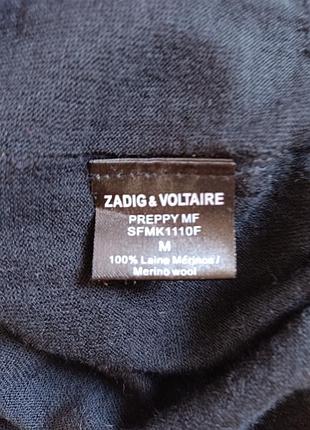 ZADIG & VOLTAIRE
PREPPY MF
SFMK1110F
M
100% Laine Mérinos /
Merino wool